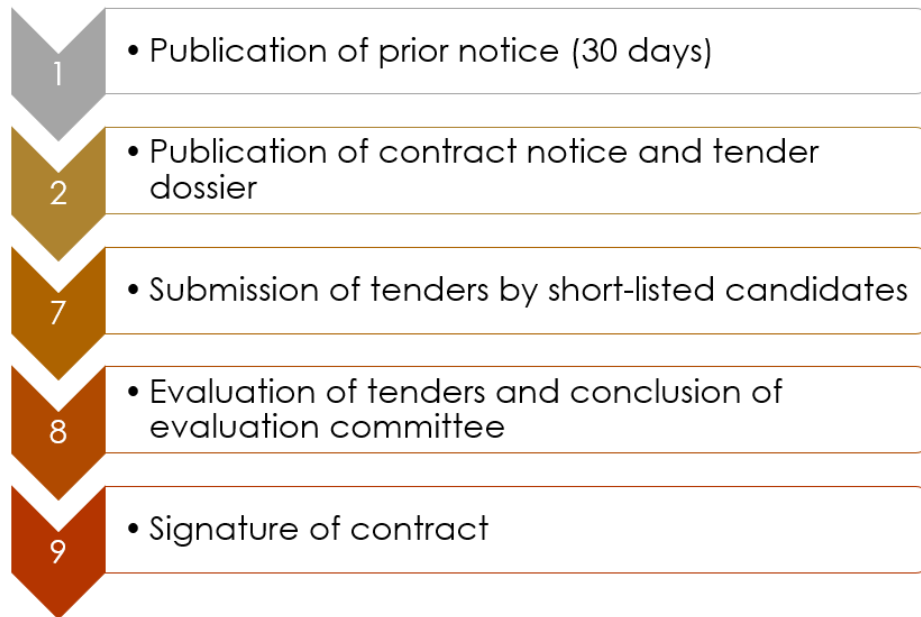 1
• Publication of prior notice (30 days)
2
• Publication of contract notice and tender
dossier
7
• Submission of tenders by short-listed candidates
8
• Evaluation of tenders and conclusion of
evaluation committee
9
• Signature of contract